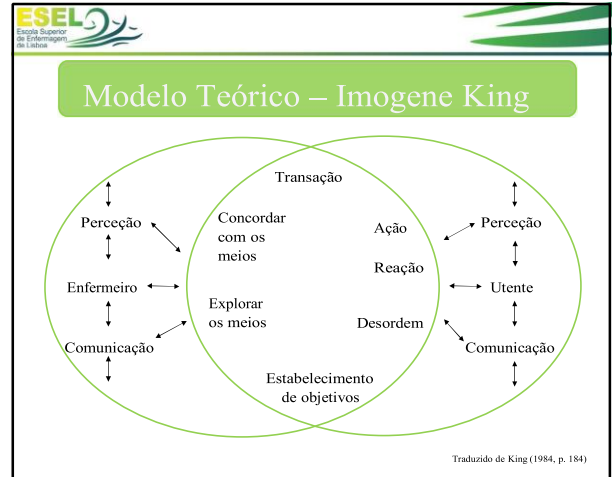 ESEL
Escola Superior
de Enfermagem
de Lisboa
Modelo Teórico – Imogene King
Transação
Perceção
Concordar
com os
meios
Ação
Perceção
Reação
Enfermeiro
Utente
Explorar
os meios
Desordem
Comunicação
Comunicação
Estabelecimento
de objetivos
Traduzido de King (1984, p. 184)